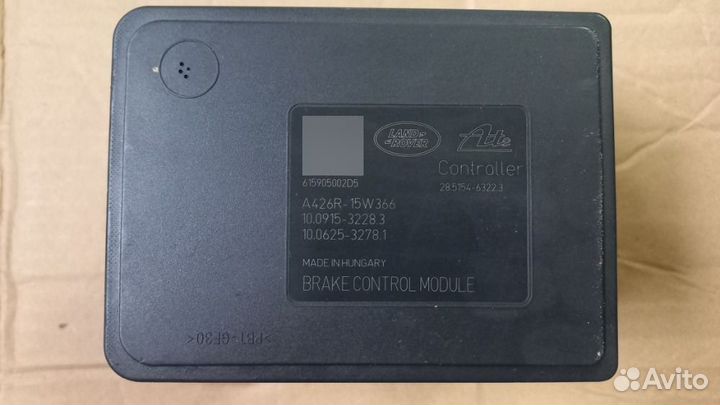 LAND ROVER
Ate
Controller
28.5154-6322.3
615905002D5
A426R-15W366
10.0915-3228.3
10.0625-3278.1
MADE IN HUNGARY
BRAKE CONTROL MODULE
>PBT-GF30<
Avito